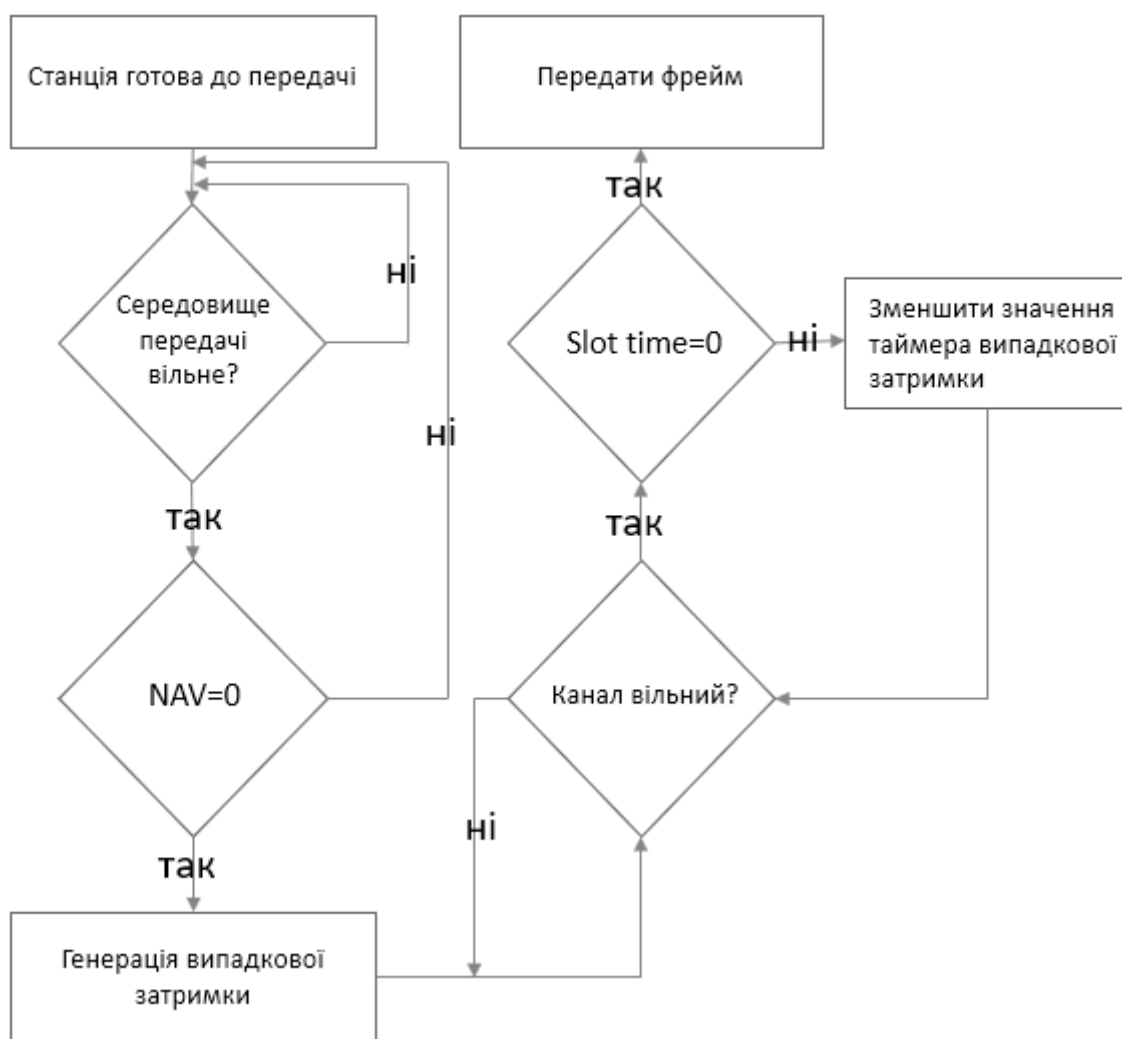 Станція готова до передачі
Передати фрейм
так
ні
Середовище
передачі
вільне?
Slot time=0
ні
Зменшити значення
таймера випадкової
затримки
ні
так
так
NAV=0
Канал вільний?
ні
так
Генерація випадкової
затримки